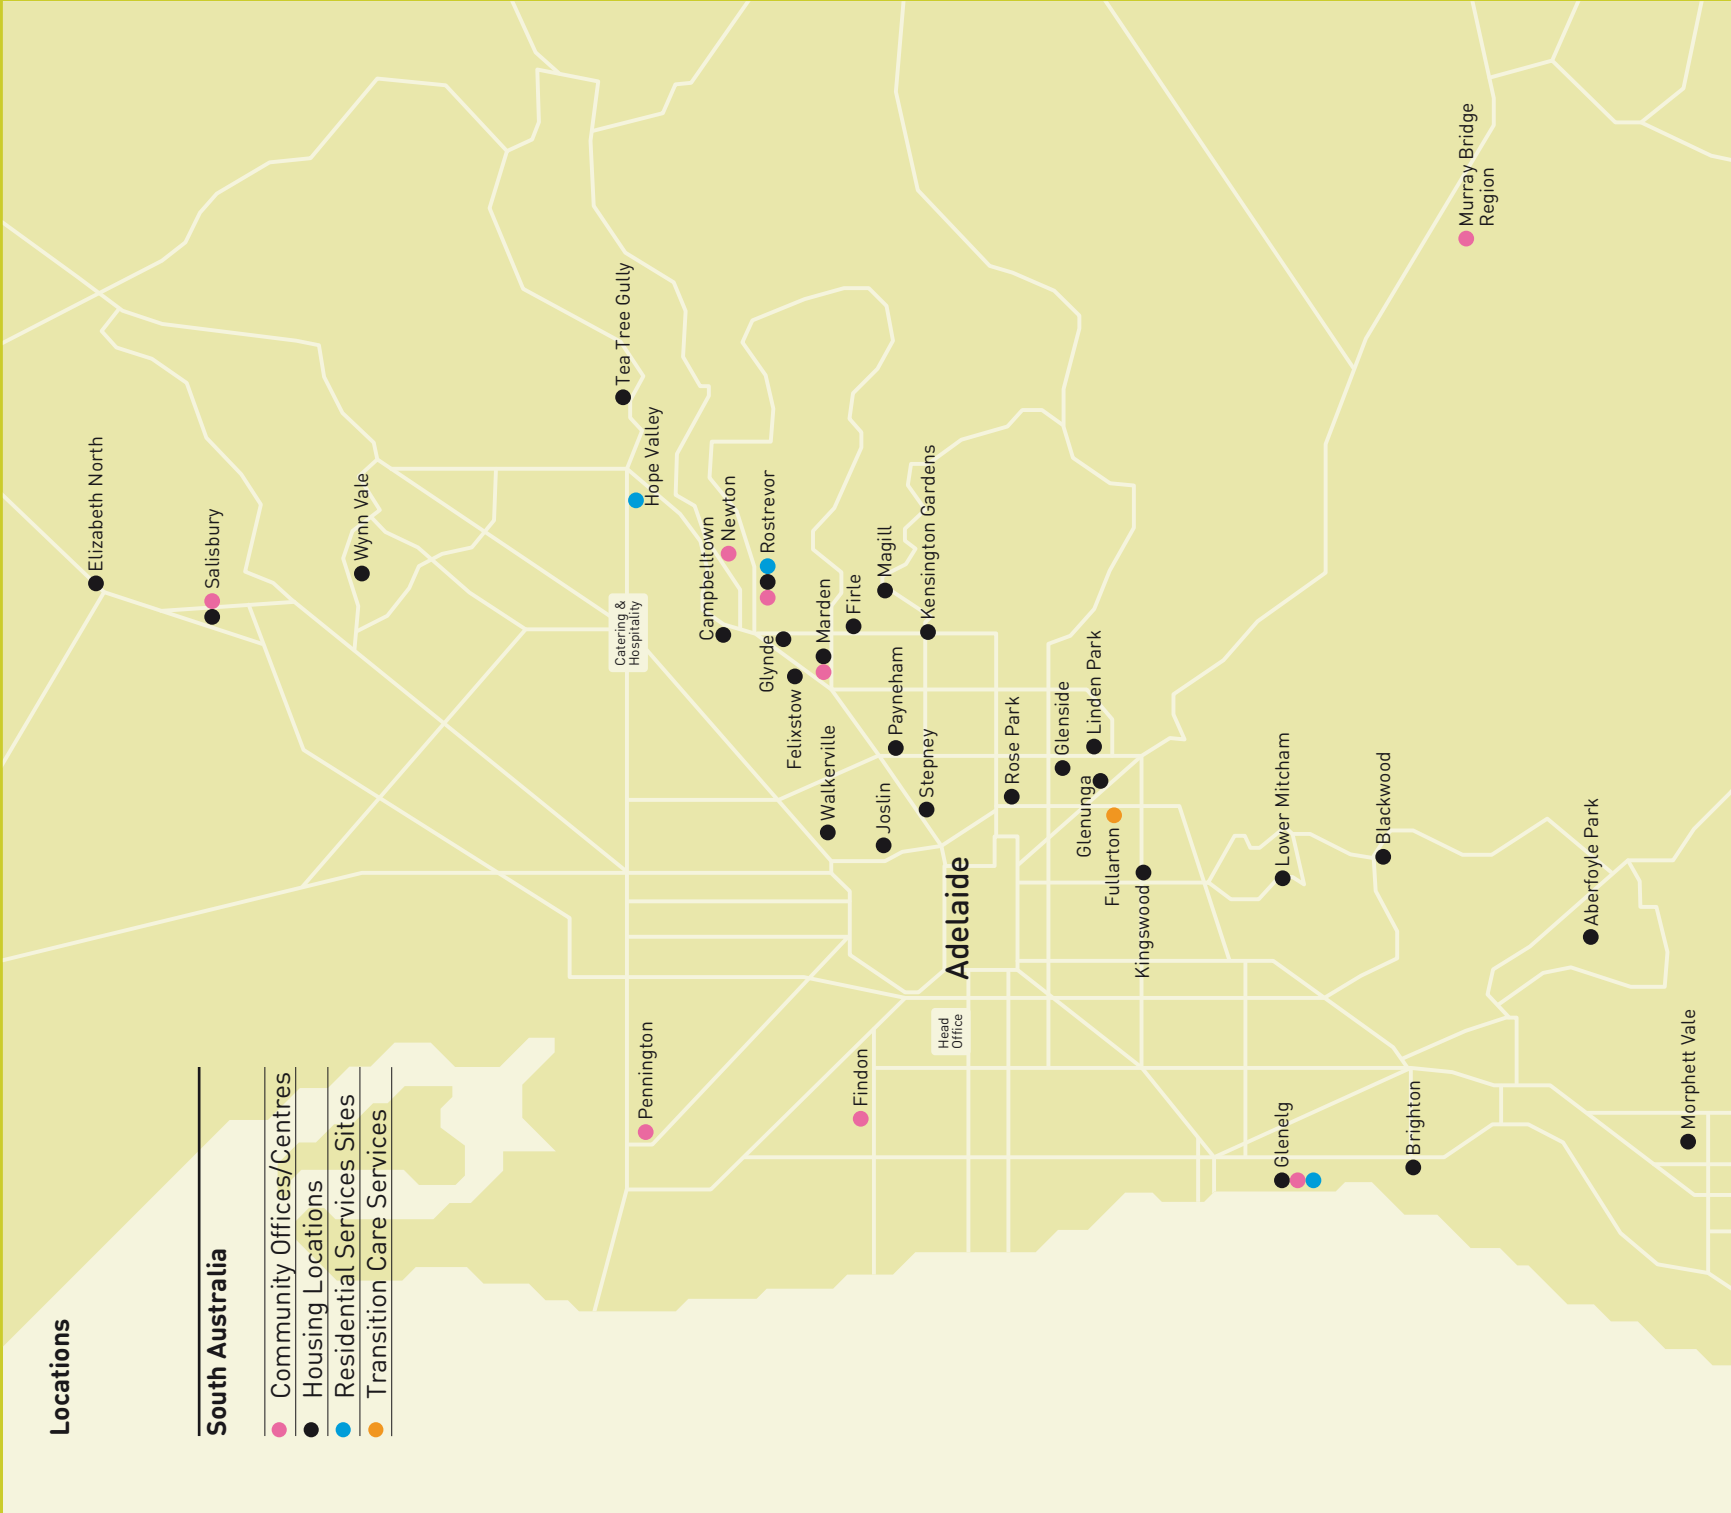 Locations
South Australia
Community Offices/Centres
Housing Locations
Residential Services Sites
Transition Care Services
Elizabeth North
Salisbury
Wynn Vale
Tea Tree Gully
Hope Valley
Catering &
Hospitality
Campbelltown
Newton
Rostrevor
Glynde
Felixstow
Marden
Firle
Magill
Kensington Gardens
Payneham
Walkerville
Joslin
Stepney
Rose Park
Glenside
Linden Park
Glenunga
Fullarton
Kingswood
Adelaide
Head
Office
Pennington
Findon
Murray Bridge
Region
Lower Mitcham
Blackwood
Aberfoyle Park
Glenelg
Brighton
Morphett Vale